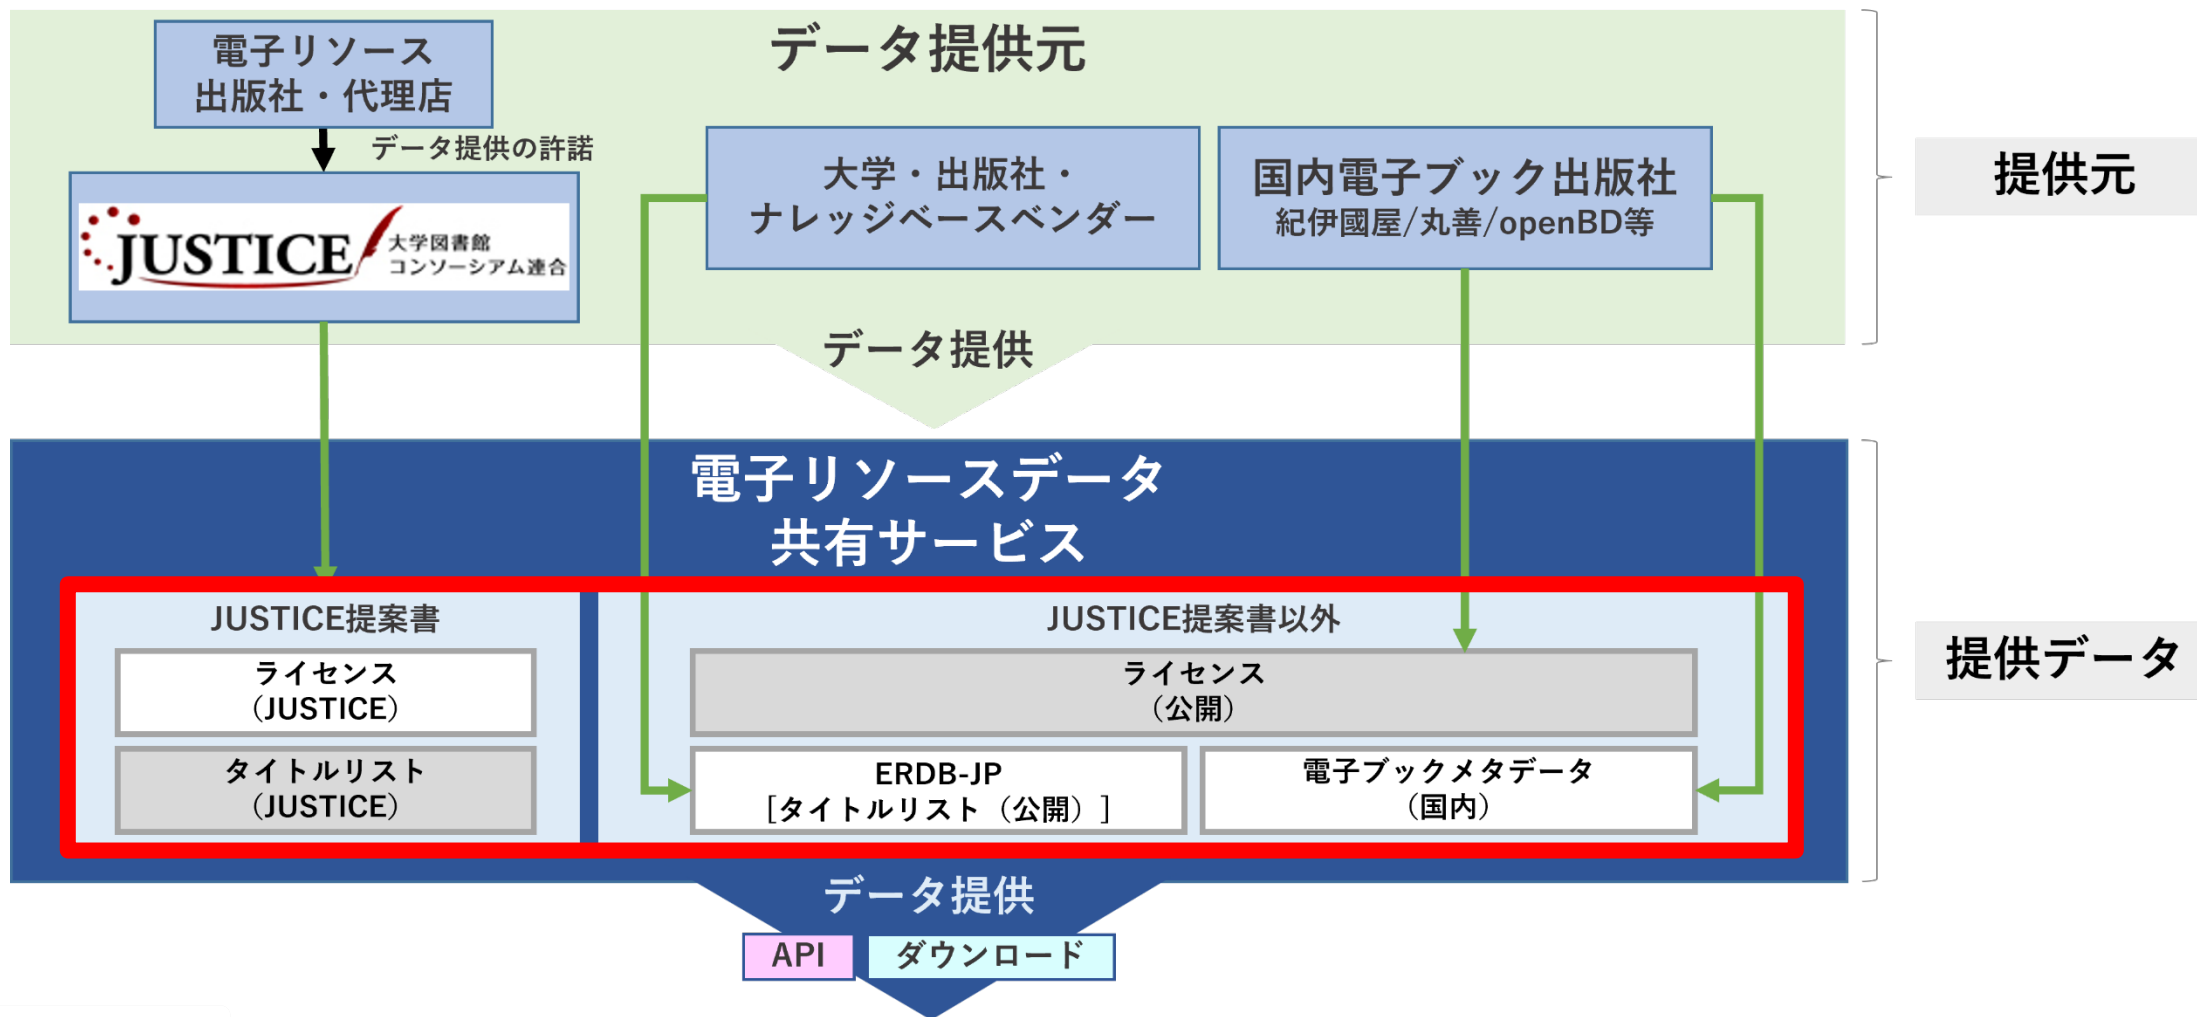 データ提供元
電子リソース
出版社・代理店
データ提供の許諾
JUSTICE
大学図書館
コンソーシアム連合
大学・出版社・
ナレッジベースベンダー
国内電子ブック出版社
紀伊國屋/丸善/openBD等
提供元
データ提供
電子リソースデータ
共有サービス
JUSTICE提案書
ライセンス
（JUSTICE）
タイトルリスト
（JUSTICE）
JUSTICE提案書以外
ライセンス
（公開）
ERDB-JP
[タイトルリスト（公開）]
電子ブックメタデータ
（国内）
提供データ
データ提供
API
ダウンロード